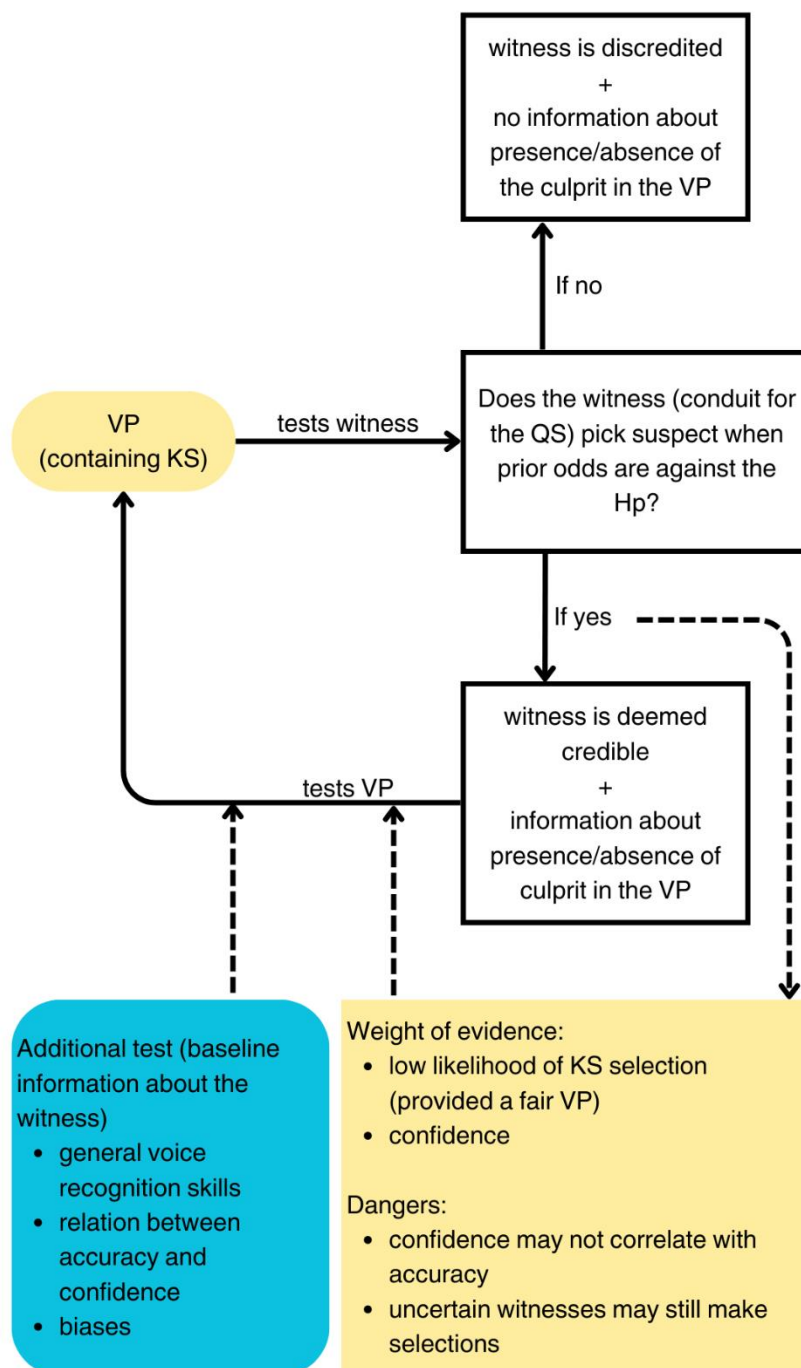 witness is discredited
+
no information about
presence/absence of
the culprit in the VP
If no
VP
(containing KS)
tests witness
Does the witness (conduit for
the QS) pick suspect when
prior odds are against the
Hp?
If yes
witness is deemed
credible
+
information about
presence/absence of
culprit in the VP
tests VP
Additional test (baseline
information about the
witness)
• general voice
recognition skills
• relation between
accuracy and
confidence
• biases
Weight of evidence:
• low likelihood of KS selection
(provided a fair VP)
• confidence
Dangers:
• confidence may not correlate with
accuracy
• uncertain witnesses may still make
selections